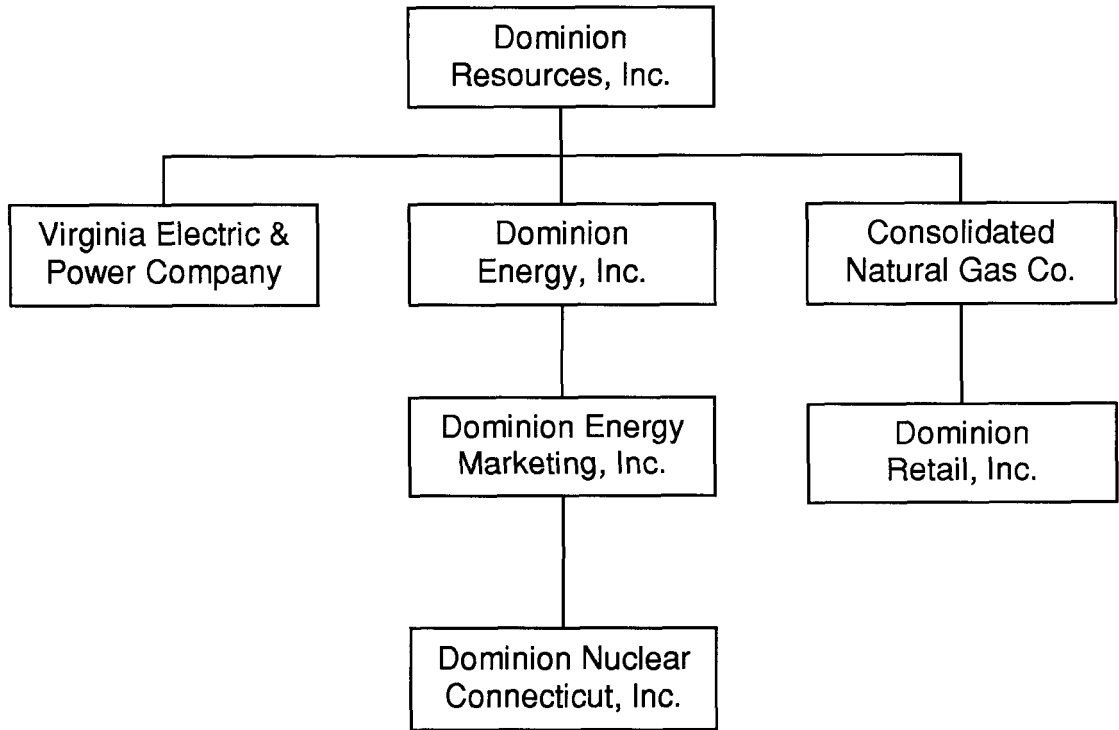 Dominion
Resources, Inc.
Virginia Electric &
Power Company
Dominion
Energy, Inc.
Consolidated
Natural Gas Co.
Dominion Energy
Marketing, Inc.
Dominion
Retail, Inc.
Dominion Nuclear
Connecticut, Inc.